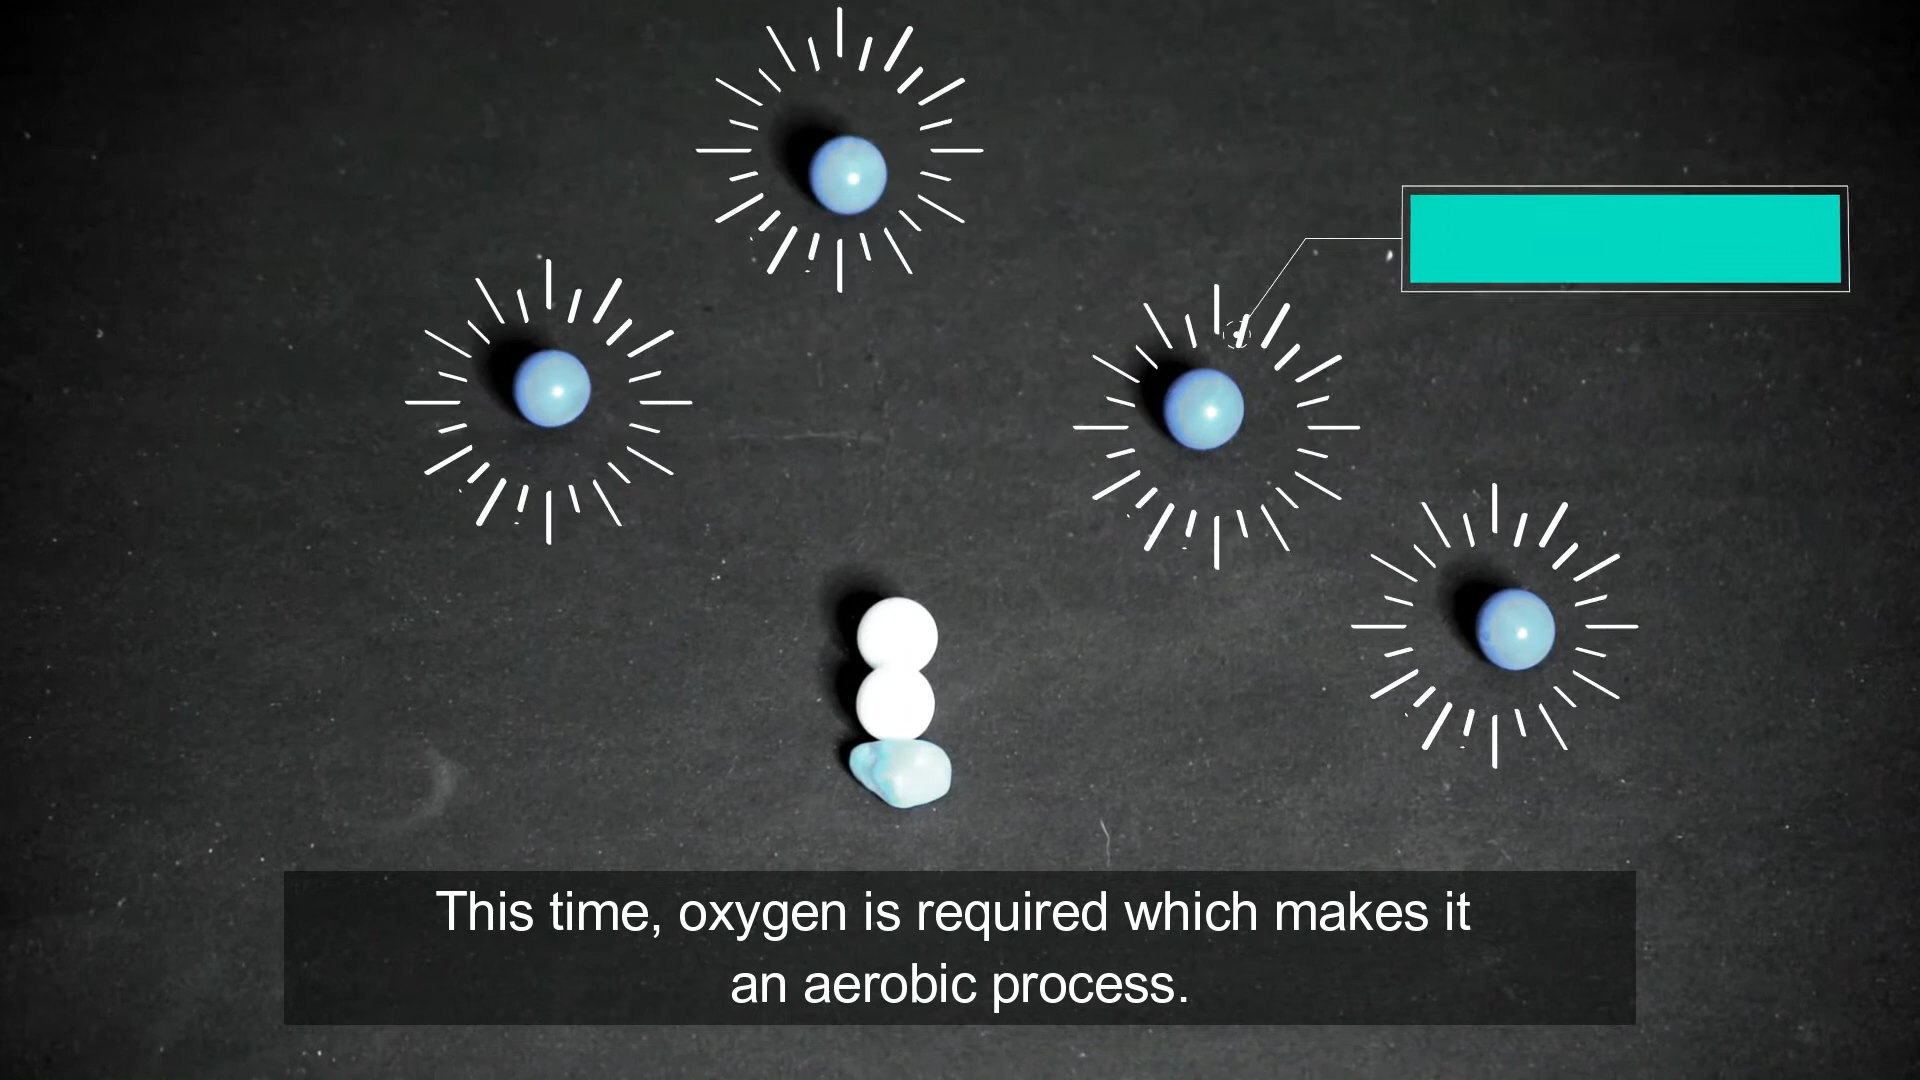 This time, oxygen is required which makes it
an aerobic process.